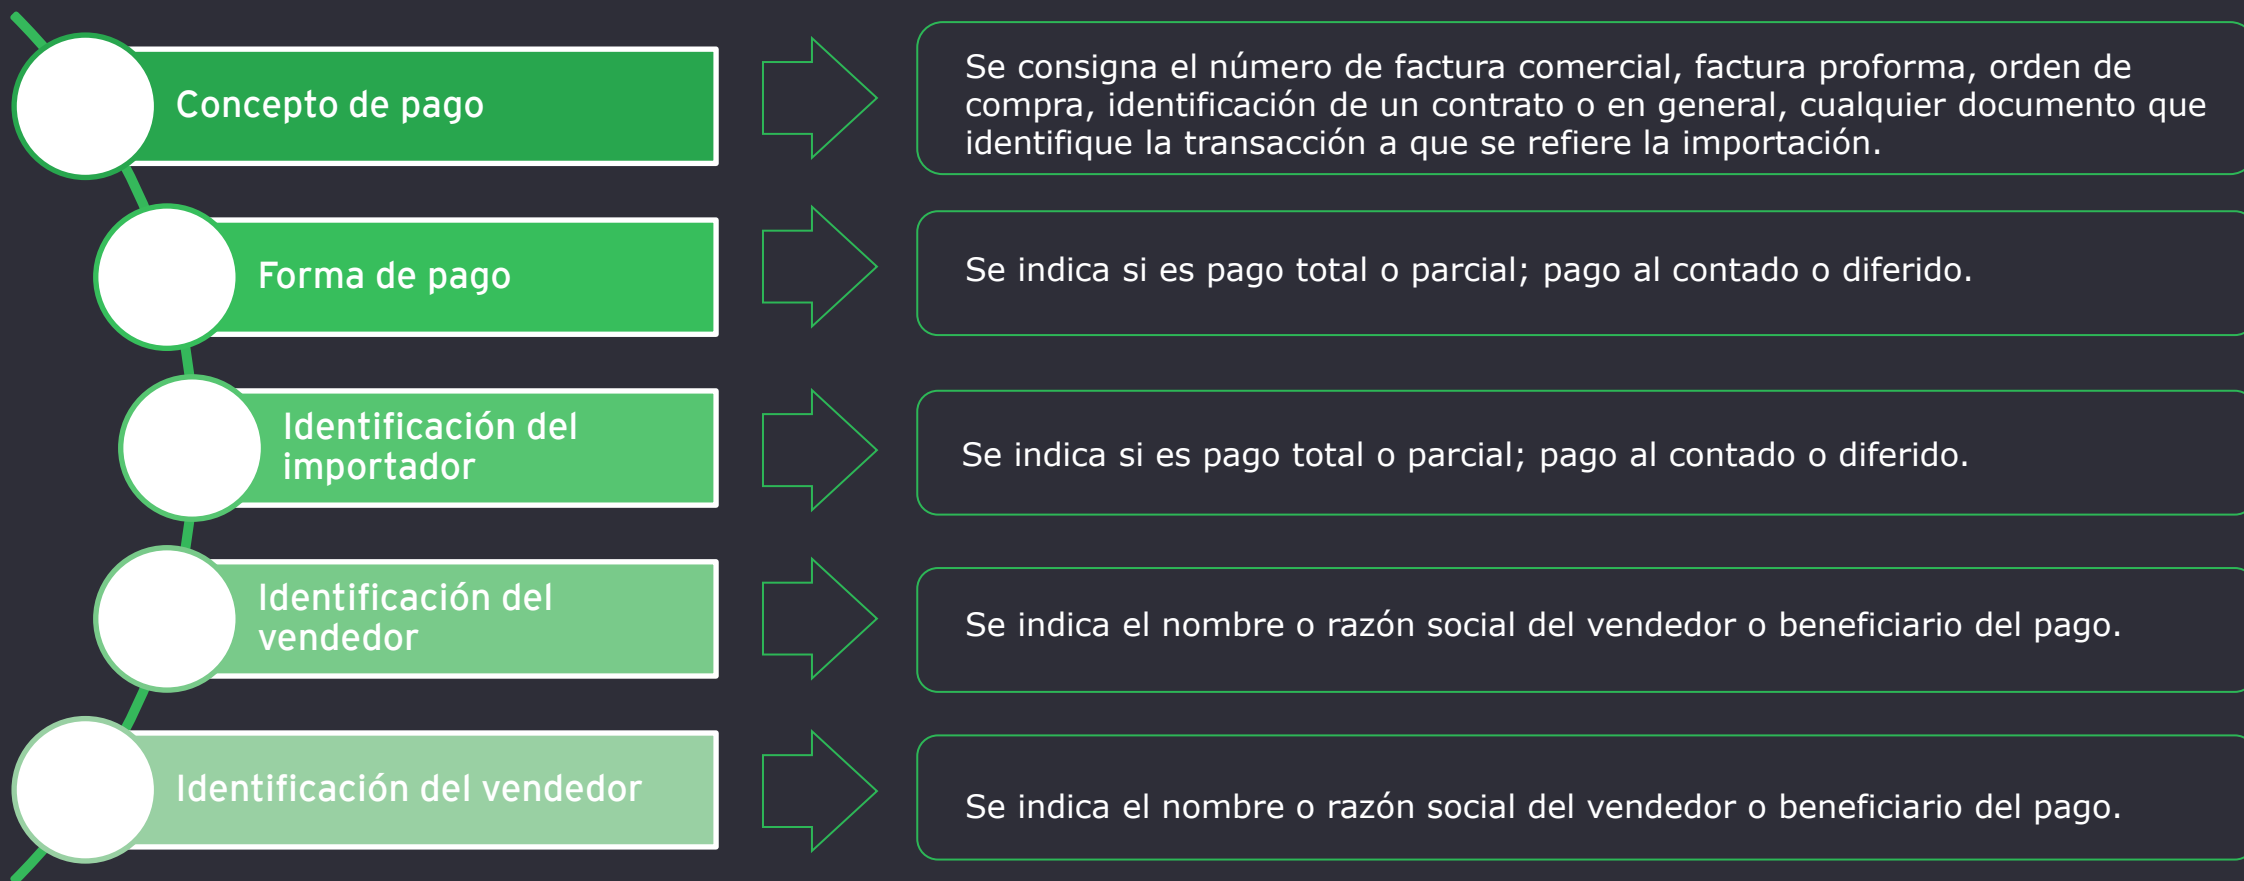 Concepto de pago
Se consigna el número de factura comercial, factura proforma, orden de
compra, identificación de un contrato o en general, cualquier documento que
identifique la transacción a que se refiere la importación.
Forma de pago
Se indica si es pago total o parcial; pago al contado o diferido.
Identificación del
importador
Se indica si es pago total o parcial; pago al contado o diferido.
Identificación del
vendedor
Se indica el nombre o razón social del vendedor o beneficiario del pago.
Identificación del vendedor
Se indica el nombre o razón social del vendedor o beneficiario del pago.